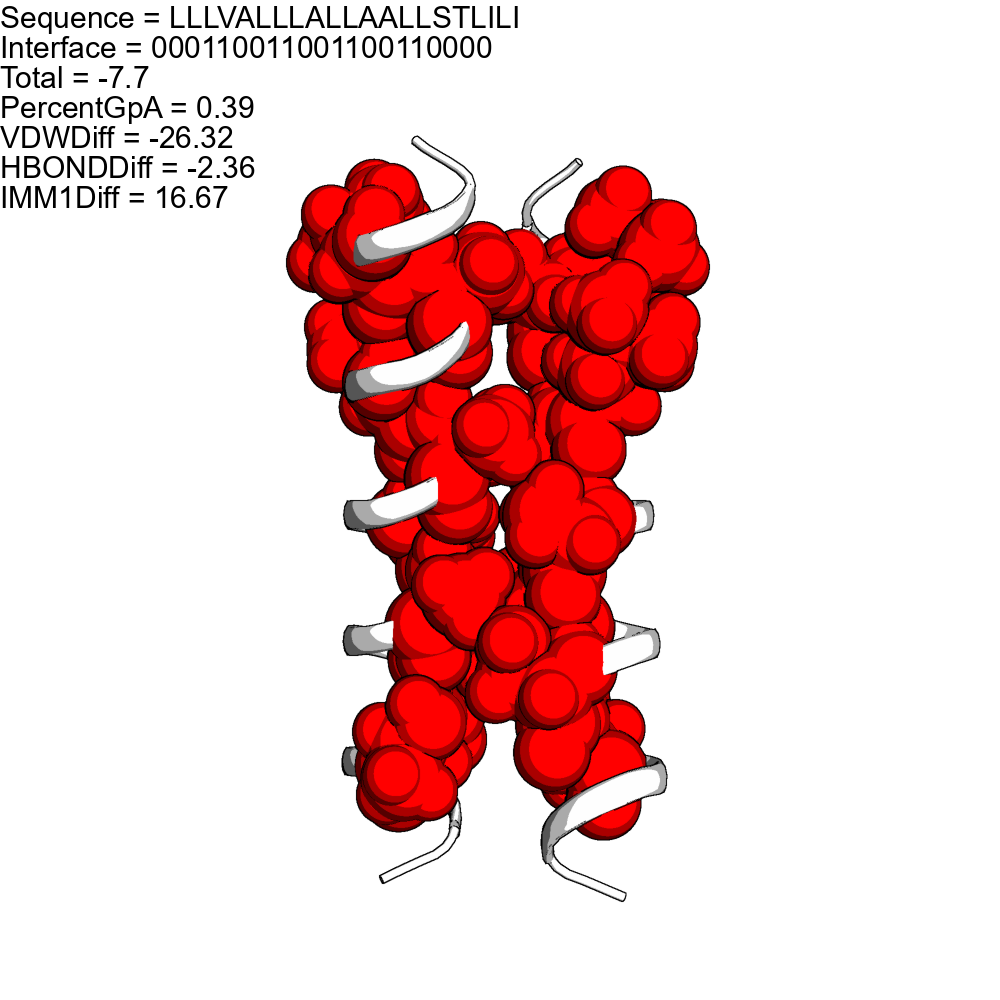 Sequence = LLLVALLLALLAALLSTLILI
Interface = 000110011001100110000
Total = -7.7
PercentGpA = 0.39
VDWDiff = -26.32
HBONDDiff = -2.36
IMM1Diff = 16.67